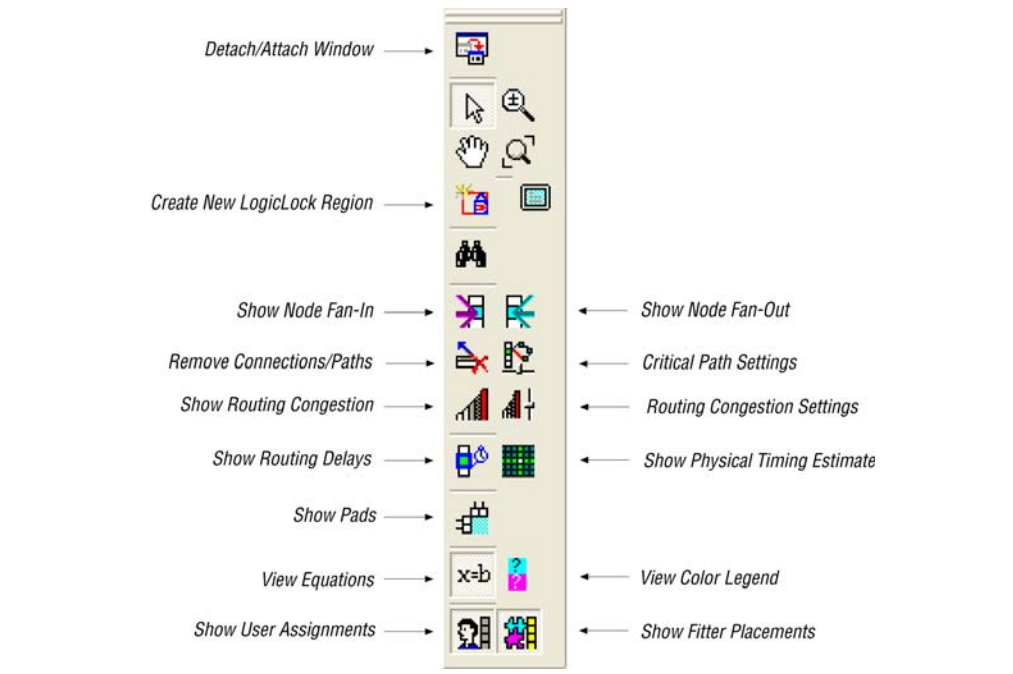 Detach/Attach Window
Create New LogicLock Region
Show Node Fan-In
Show Node Fan-Out
Remove Connections/Paths
Critical Path Settings
Show Routing Congestion
Routing Congestion Settings
Show Routing Delays
Show Physical Timing Estimate
Show Pads
View Equations
x=b
?
?
View Color Legend
Show User Assignments
Show Fitter Placements